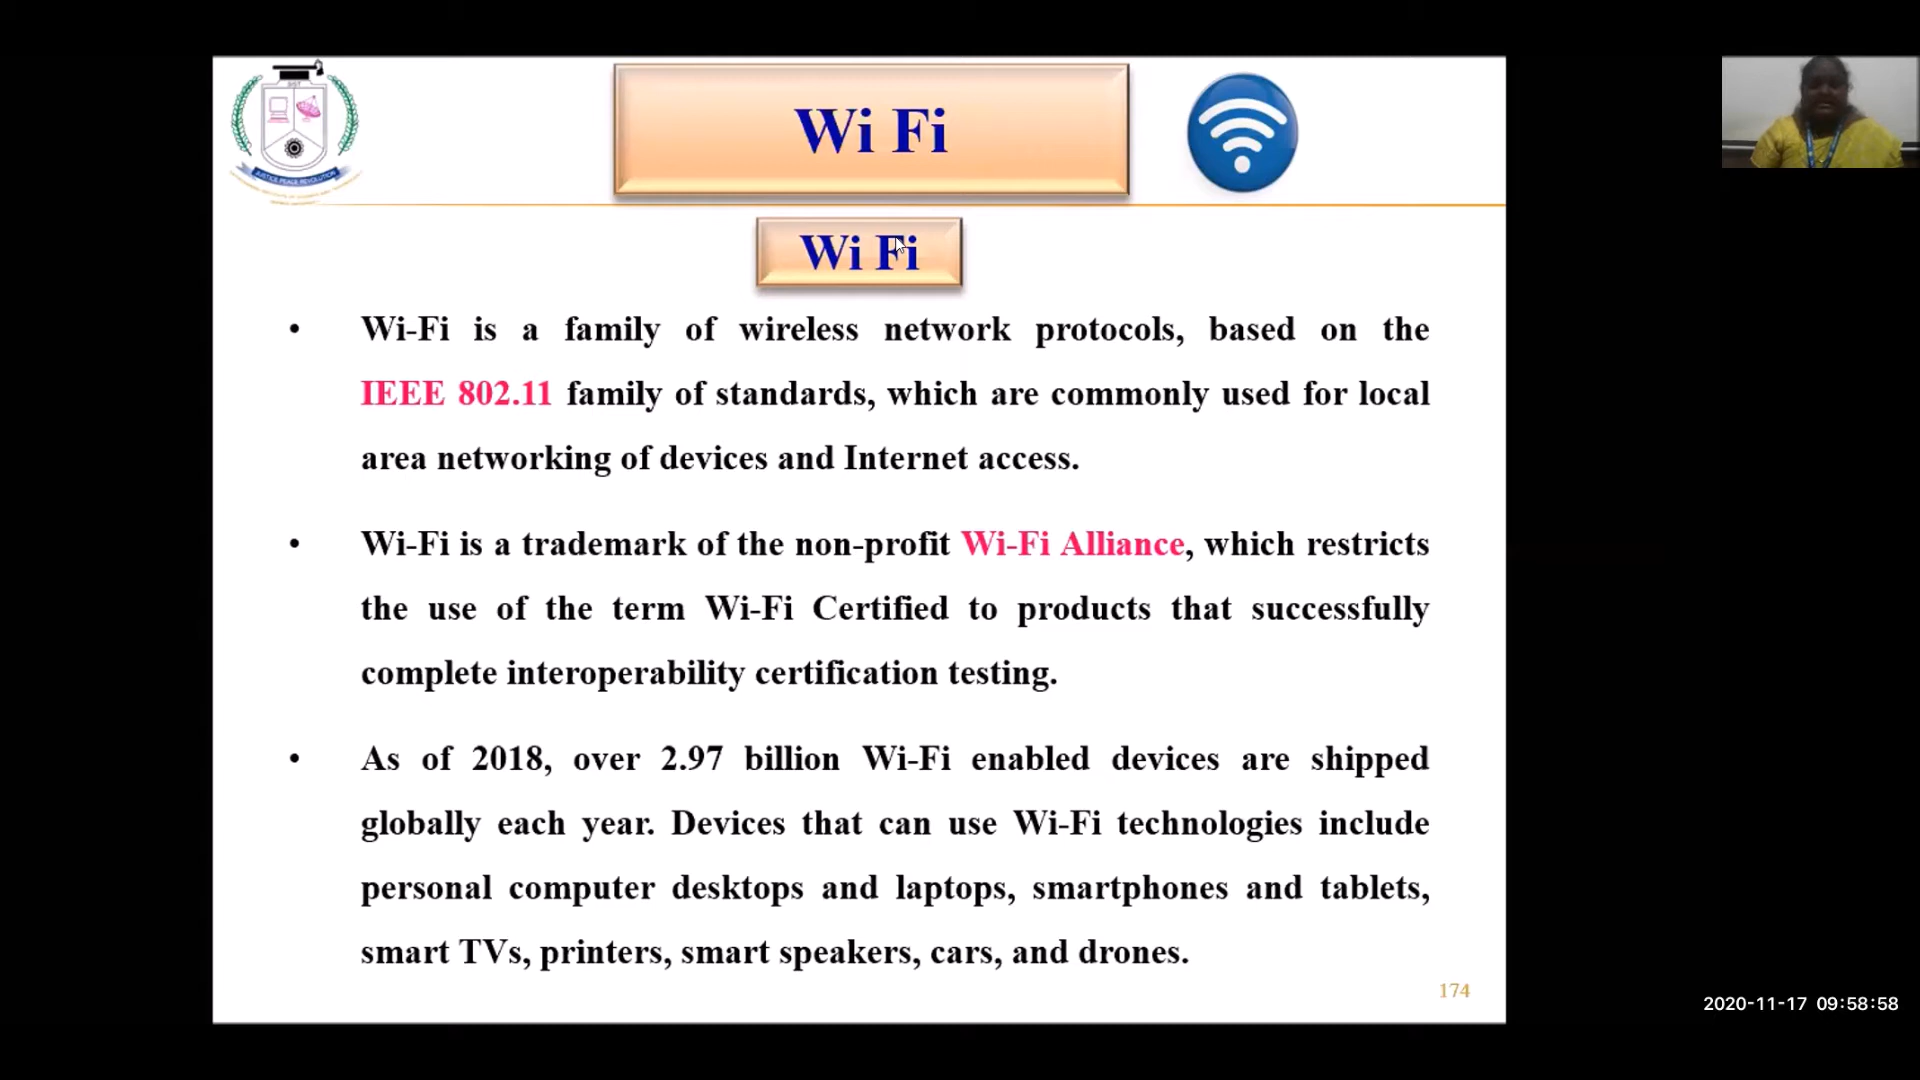 Wi Fi
Wi Fi
JUSTICE PEACE REVOLUTION
• Wi-Fi is a family of wireless network protocols, based on the
IEEE 802.11 family of standards, which are commonly used for local
area networking of devices and Internet access.
• Wi-Fi is a trademark of the non-profit Wi-Fi Alliance, which restricts
the use of the term Wi-Fi Certified to products that successfully
complete interoperability certification testing.
• As of 2018, over 2.97 billion Wi-Fi enabled devices are shipped
globally each year. Devices that can use Wi-Fi technologies include
personal computer desktops and laptops, smartphones and tablets,
smart TVs, printers, smart speakers, cars, and drones.
174
2020-11-17 09:58:58